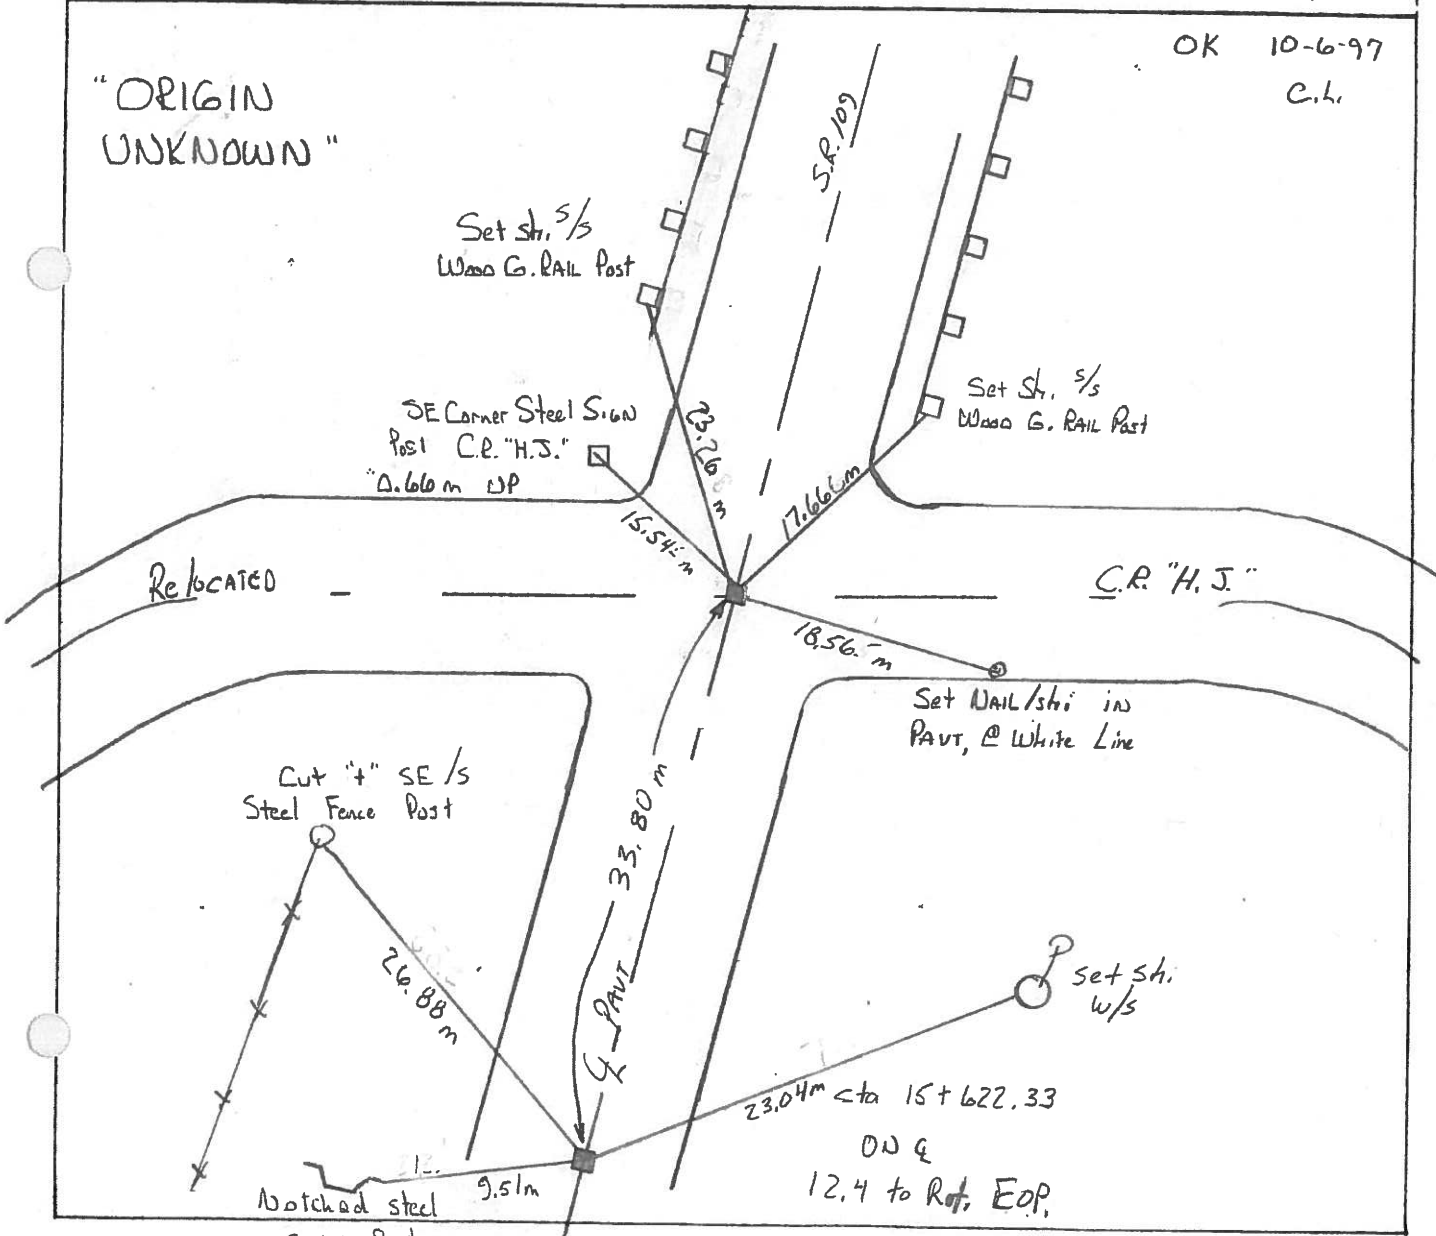 OK 10-6-97
C.L.
"ORIGIN
UNKNOWN"
S.R. 109
Set sh. S/S
Wood G. RAIL Post
Set Sh. S/S
Wood G. RAIL Post
SE Corner Steel SIGN
Post C.R. "H.J."
0.66 m UP
23.26 m
17.66 m
15.54 m
Relocated
C.R. "H.J."
18.56 m
Set NAIL/shi in
PAVT, @ White Line
Cut "+" SE/S
Steel Fence Post
33.80 m
26.88 m
℄ PAVT
Set sh.
W/S
23.04m sta 15+622.33
ON ℄
12.4 to Rt. EOP.
9.51m
Notched steel